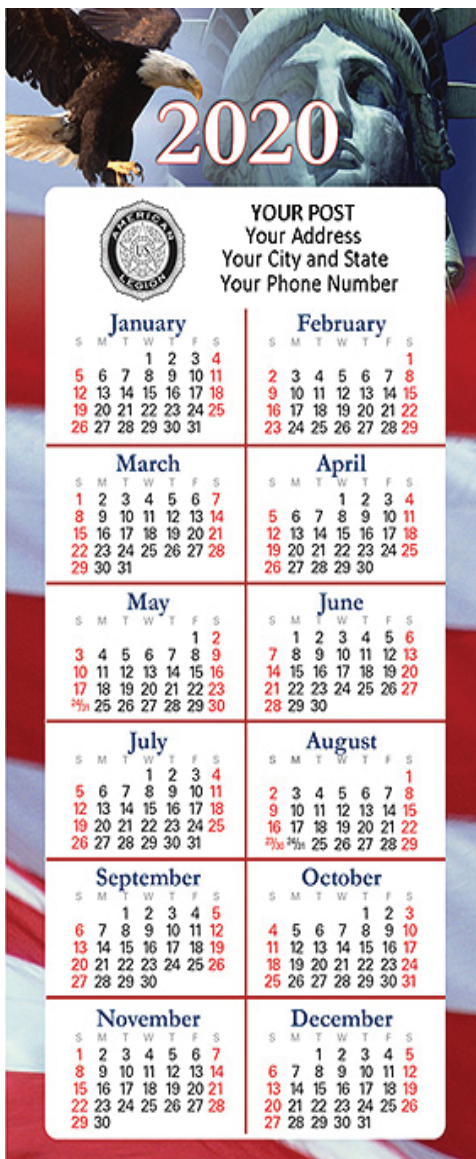 2020
AMERICAN
US
LEGION
YOUR POST
Your Address
Your City and State
Your Phone Number
January February
S M T W T F S S M T W T F S
1 2 3 4 1
5 6 7 8 9 10 11 2 3 4 5 6 7 8
12 13 14 15 16 17 18 9 10 11 12 13 14 15
19 20 21 22 23 24 25 16 17 18 19 20 21 22
26 27 28 29 30 31 23 24 25 26 27 28 29
March April
S M T W T F S S M T W T F S
1 2 3 4 5 6 7 1 2 3 4
8 9 10 11 12 13 14 5 6 7 8 9 10 11
15 16 17 18 19 20 21 12 13 14 15 16 17 18
22 23 24 25 26 27 28 19 20 21 22 23 24 25
29 30 31 26 27 28 29 30
May June
S M T W T F S S M T W T F S
1 2 1 2 3 4 5 6
3 4 5 6 7 8 9 7 8 9 10 11 12 13
10 11 12 13 14 15 16 14 15 16 17 18 19 20
17 18 19 20 21 22 23 21 22 23 24 25 26 27
24/31 25 26 27 28 29 30 28 29 30
July August
S M T W T F S S M T W T F S
1 2 3 4 1
5 6 7 8 9 10 11 2 3 4 5 6 7 8
12 13 14 15 16 17 18 9 10 11 12 13 14 15
19 20 21 22 23 24 25 16 17 18 19 20 21 22
26 27 28 29 30 31 23/30 24/31 25 26 27 28 29
September October
S M T W T F S S M T W T F S
1 2 3 4 5 1 2 3
6 7 8 9 10 11 12 4 5 6 7 8 9 10
13 14 15 16 17 18 19 11 12 13 14 15 16 17
20 21 22 23 24 25 26 18 19 20 21 22 23 24
27 28 29 30 25 26 27 28 29 30 31
November December
S M T W T F S S M T W T F S
1 2 3 4 5 6 7 1 2 3 4 5
8 9 10 11 12 13 14 6 7 8 9 10 11 12
15 16 17 18 19 20 21 13 14 15 16 17 18 19
22 23 24 25 26 27 28 20 21 22 23 24 25 26
29 30 27 28 29 30 31